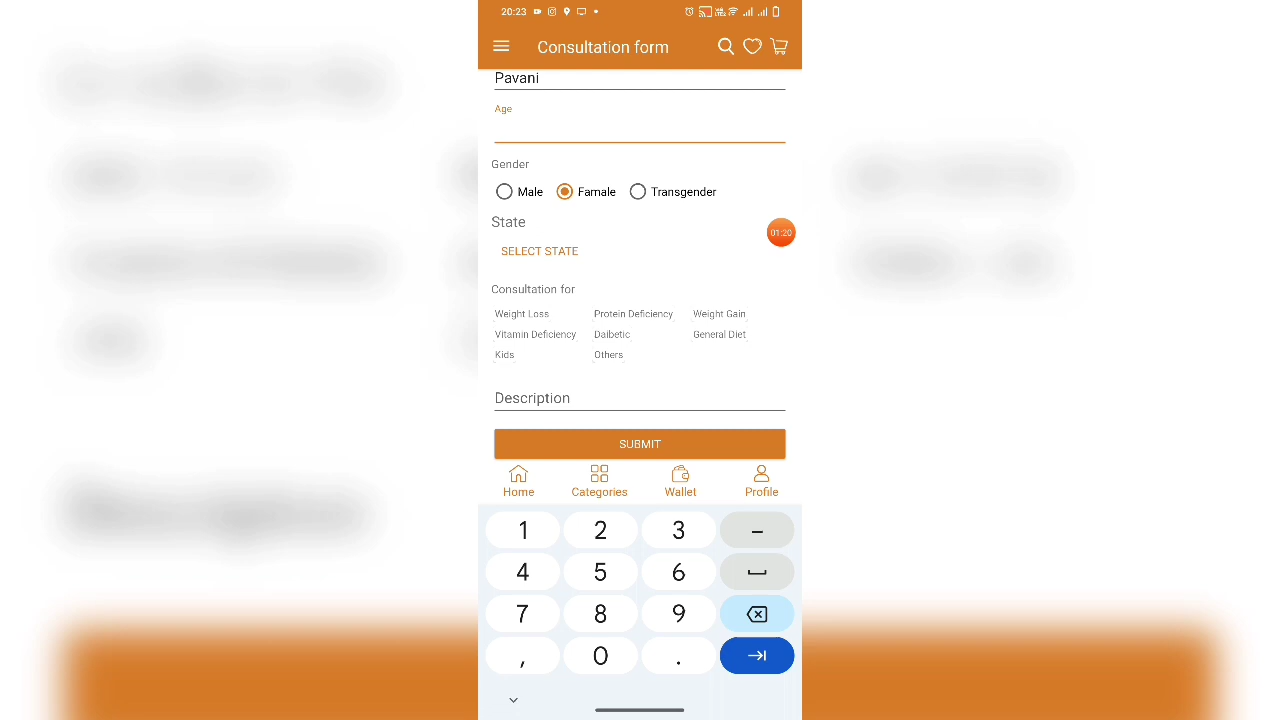 20:23
Consultation form
Pavani
Age
Gender
Male Famale Transgender
State
01:20
SELECT STATE
Consultation for
Weight Loss Protein Deficiency Weight Gain
Vitamin Deficiency Daibetic General Diet
Kids Others
Description
SUBMIT
Home Categories Wallet Profile
1 2 3 –
4 5 6
7 8 9
, 0 .